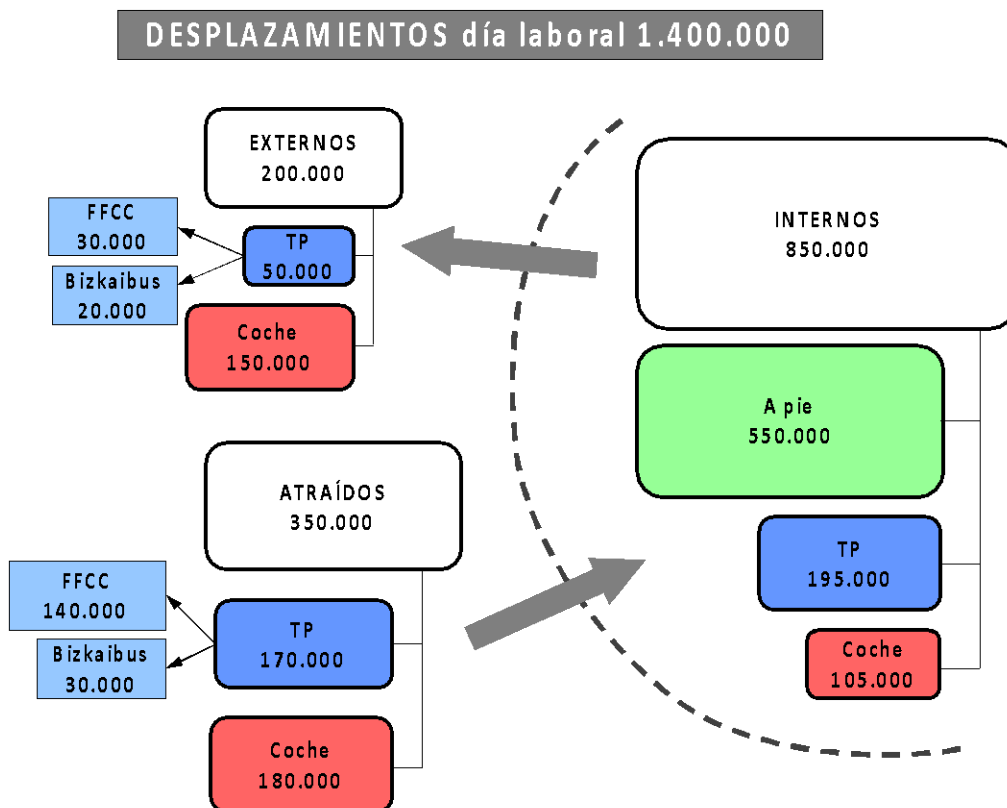 DESPLAZAMIENTOS día laboral 1.400.000
EXTERNOS
200.000
FFCC
30.000
TP
50.000
Bizkaibus
20.000
Coche
150.000
INTERNOS
850.000
A pie
550.000
TP
195.000
Coche
105.000
ATRAÍDOS
350.000
FFCC
140.000
TP
170.000
Bizkaibus
30.000
Coche
180.000